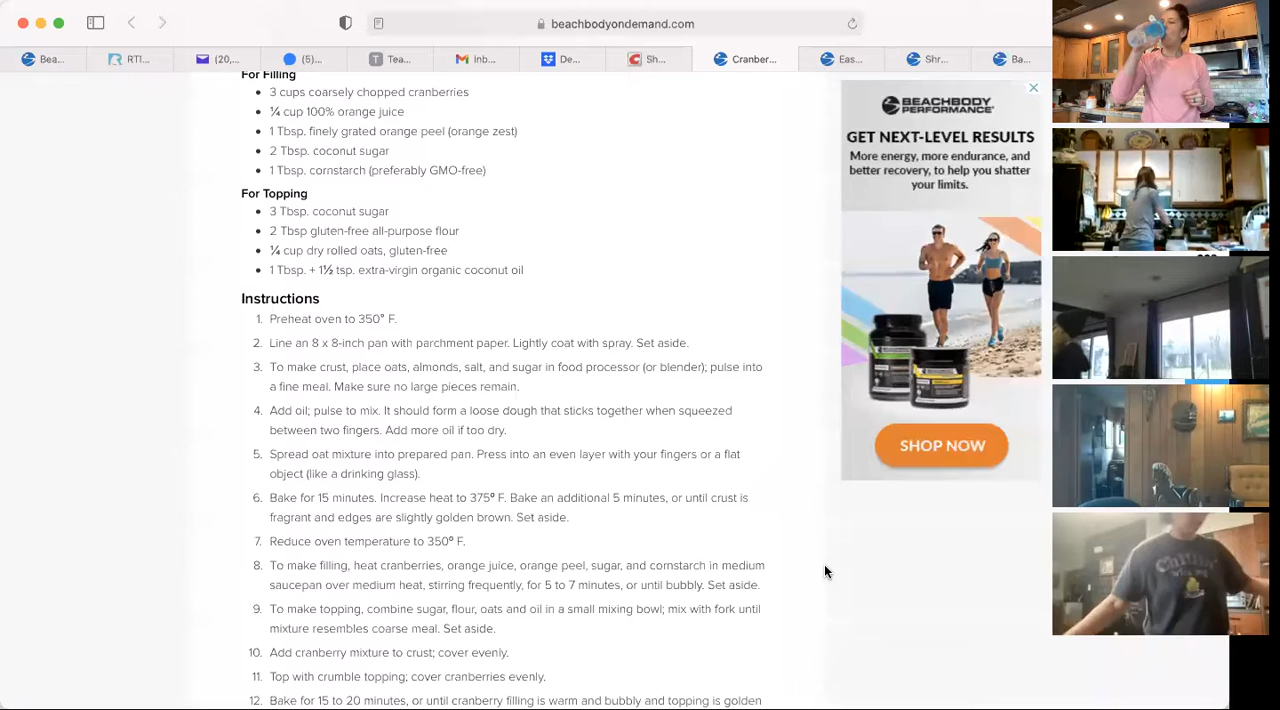 beachbodyondemand.com
Bea...
RTI...
(20,...
(5)...
T Tea...
Inb...
De...
Sh...
Cranber...
Eas...
Shr...
Ba...
For Filling
• 3 cups coarsely chopped cranberries
• ¼ cup 100% orange juice
• 1 Tbsp. finely grated orange peel (orange zest)
• 2 Tbsp. coconut sugar
• 1 Tbsp. cornstarch (preferably GMO-free)
For Topping
• 3 Tbsp. coconut sugar
• 2 Tbsp gluten-free all-purpose flour
• ¼ cup dry rolled oats, gluten-free
• 1 Tbsp. + 1½ tsp. extra-virgin organic coconut oil
Instructions
1. Preheat oven to 350° F.
2. Line an 8 x 8-inch pan with parchment paper. Lightly coat with spray. Set aside.
3. To make crust, place oats, almonds, salt, and sugar in food processor (or blender); pulse into
a fine meal. Make sure no large pieces remain.
4. Add oil; pulse to mix. It should form a loose dough that sticks together when squeezed
between two fingers. Add more oil if too dry.
5. Spread oat mixture into prepared pan. Press into an even layer with your fingers or a flat
object (like a drinking glass).
6. Bake for 15 minutes. Increase heat to 375º F. Bake an additional 5 minutes, or until crust is
fragrant and edges are slightly golden brown. Set aside.
7. Reduce oven temperature to 350º F.
8. To make filling, heat cranberries, orange juice, orange peel, sugar, and cornstarch in medium
saucepan over medium heat, stirring frequently, for 5 to 7 minutes, or until bubbly. Set aside.
9. To make topping, combine sugar, flour, oats and oil in a small mixing bowl; mix with fork until
mixture resembles coarse meal. Set aside.
10. Add cranberry mixture to crust; cover evenly.
11. Top with crumble topping; cover cranberries evenly.
12. Bake for 15 to 20 minutes, or until cranberry filling is warm and bubbly and topping is golden
BEACHBODY
PERFORMANCE
GET NEXT-LEVEL RESULTS
More energy, more endurance, and
better recovery, to help you shatter
your limits.
SHOP NOW